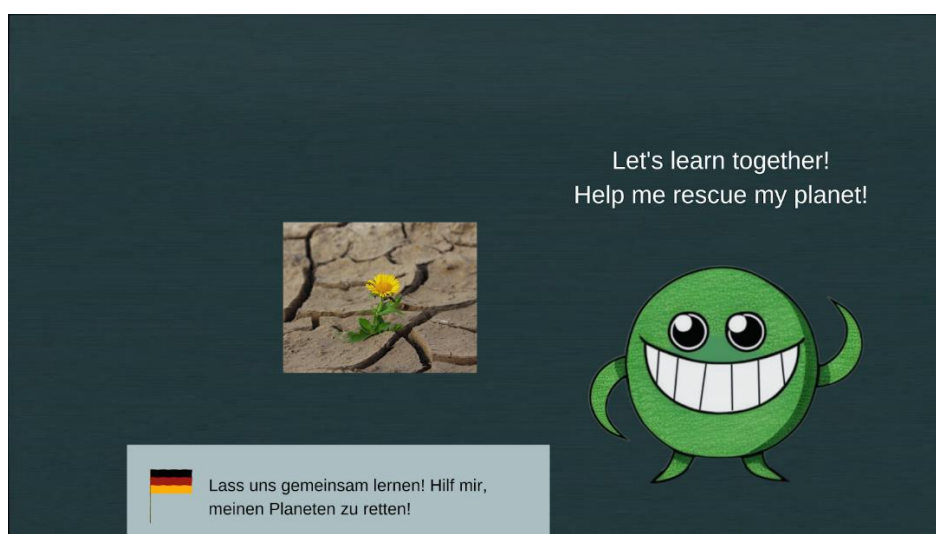 Let's learn together!
Help me rescue my planet!
Lass uns gemeinsam lernen! Hilf mir,
meinen Planeten zu retten!